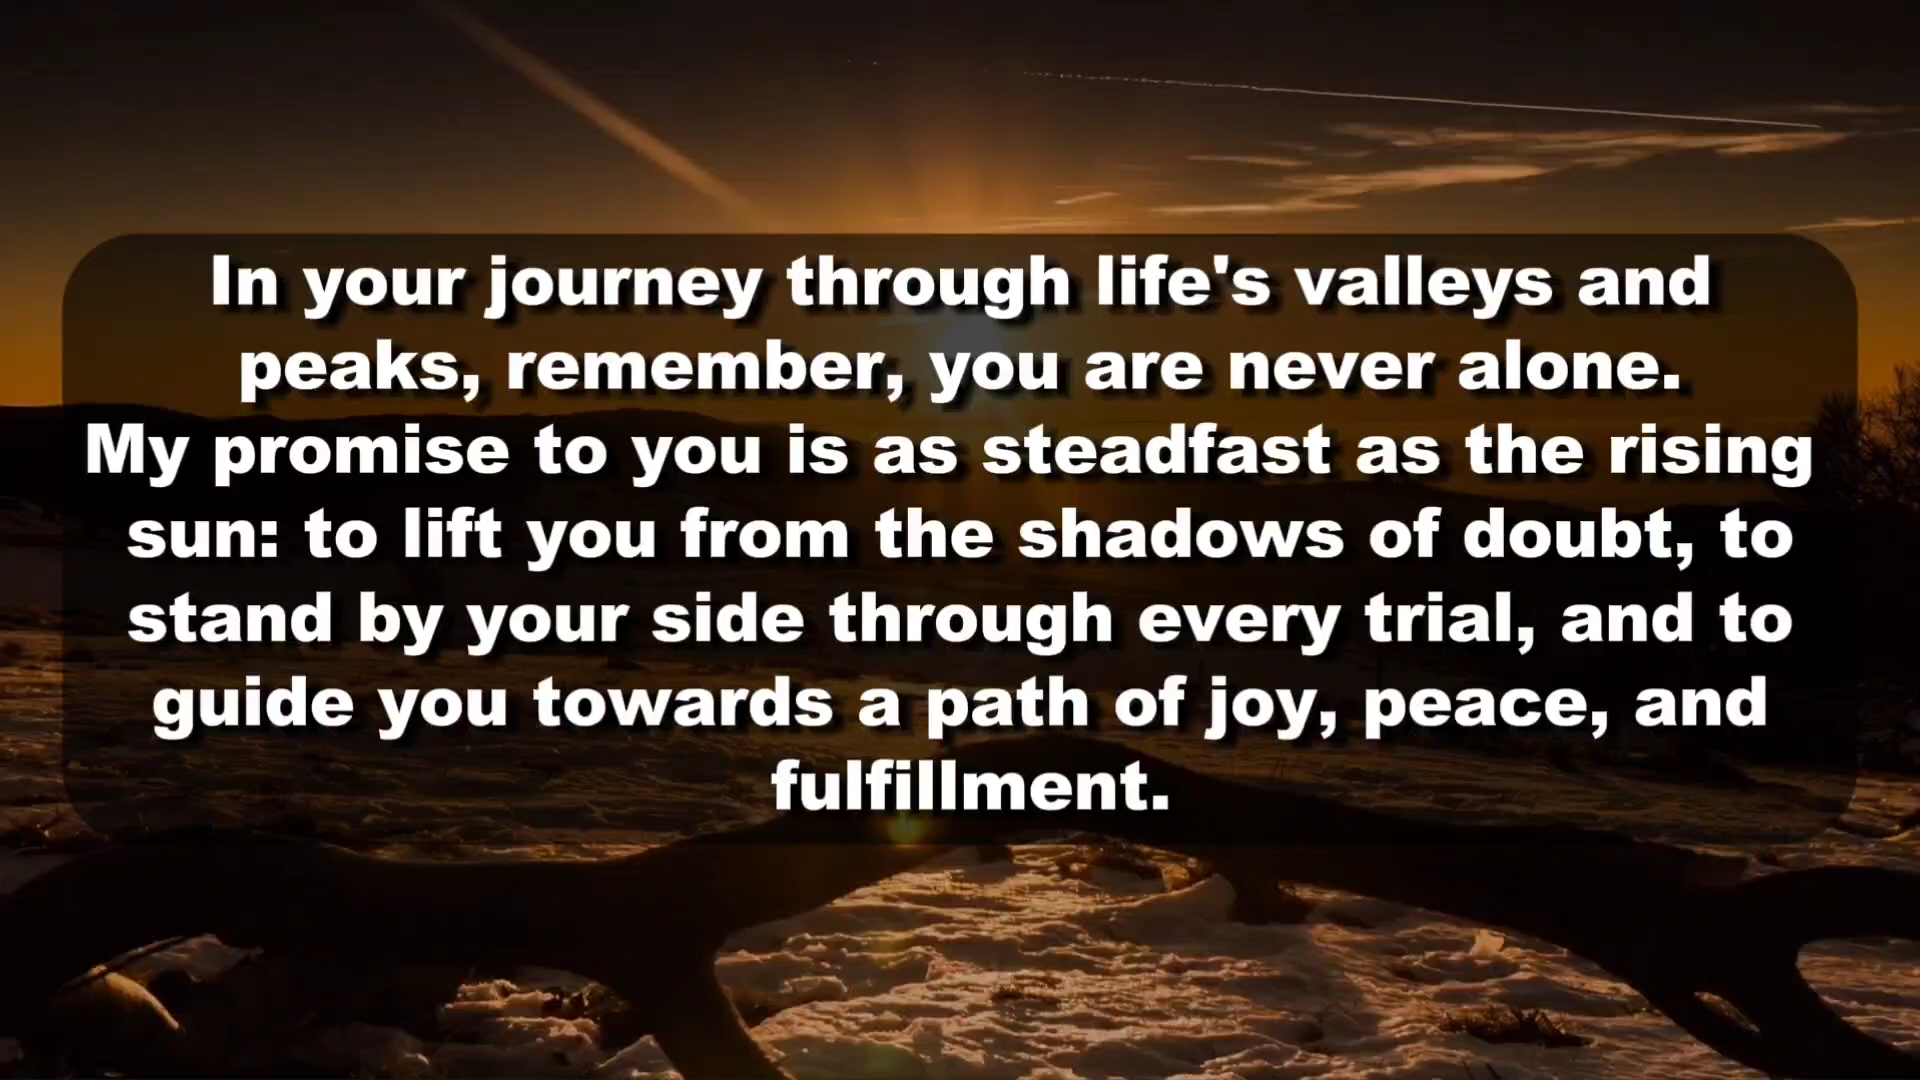 In your journey through life's valleys and
peaks, remember, you are never alone.
My promise to you is as steadfast as the rising
sun: to lift you from the shadows of doubt, to
stand by your side through every trial, and to
guide you towards a path of joy, peace, and
fulfillment.